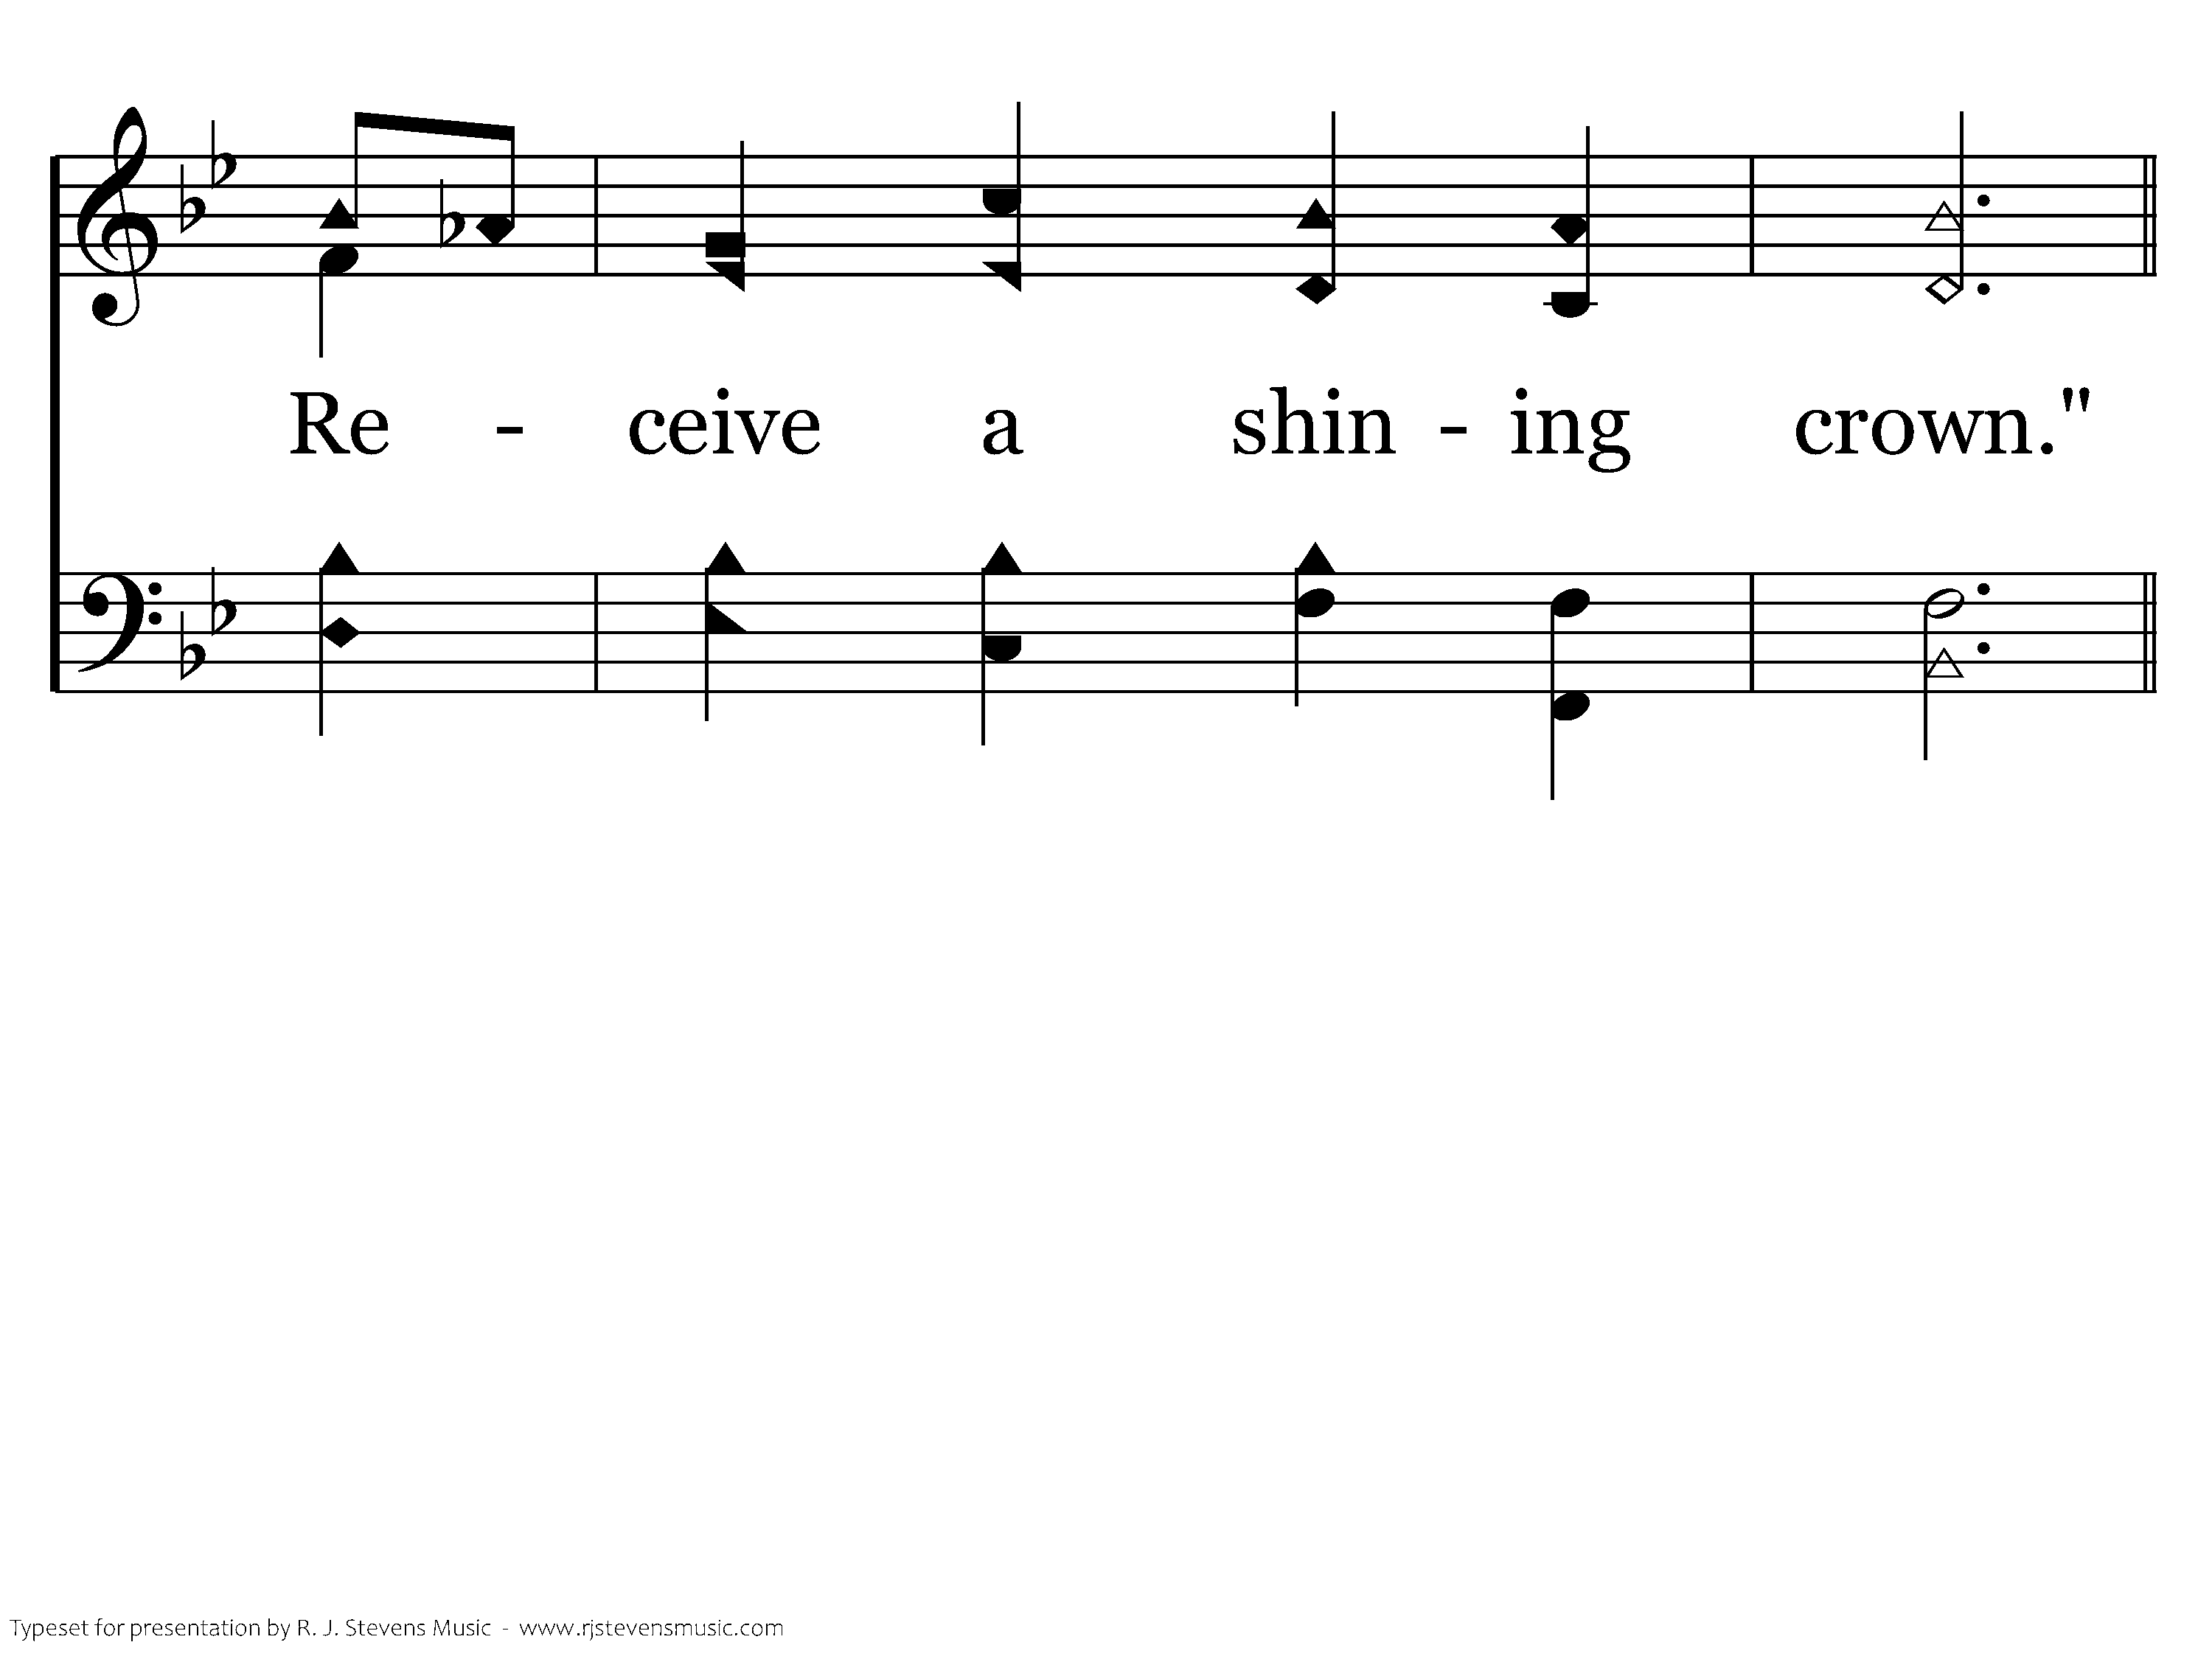 Re - ceive a shin - ing crown."
Typeset for presentation by R. J. Stevens Music - www.rjstevensmusic.com